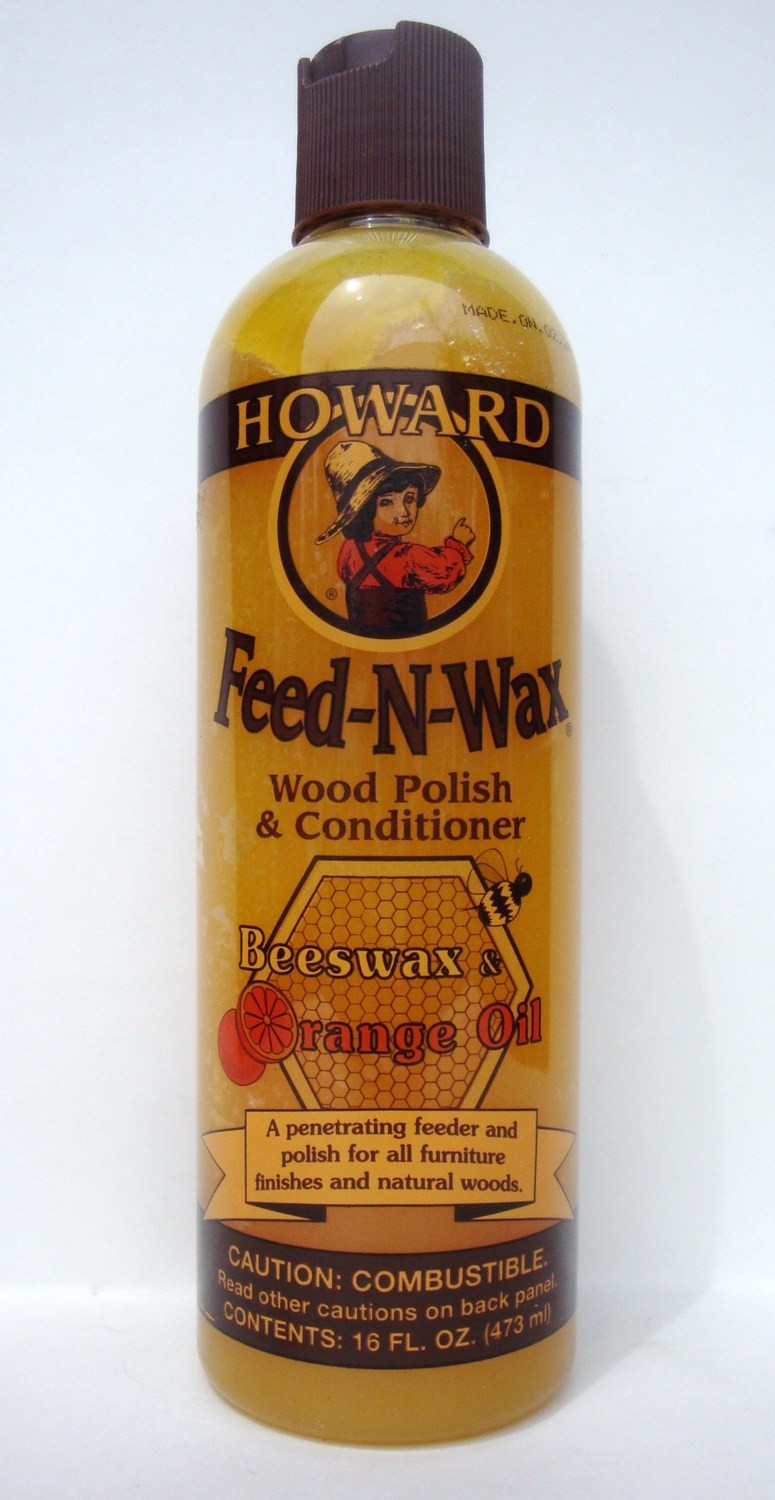 MADE.ON.02
HOWARD
®
Feed-N-Wax®
Wood Polish
& Conditioner
Beeswax &
Orange Oil
A penetrating feeder and
polish for all furniture
finishes and natural woods.
CAUTION: COMBUSTIBLE.
Read other cautions on back panel.
CONTENTS: 16 FL. OZ. (473 ml)